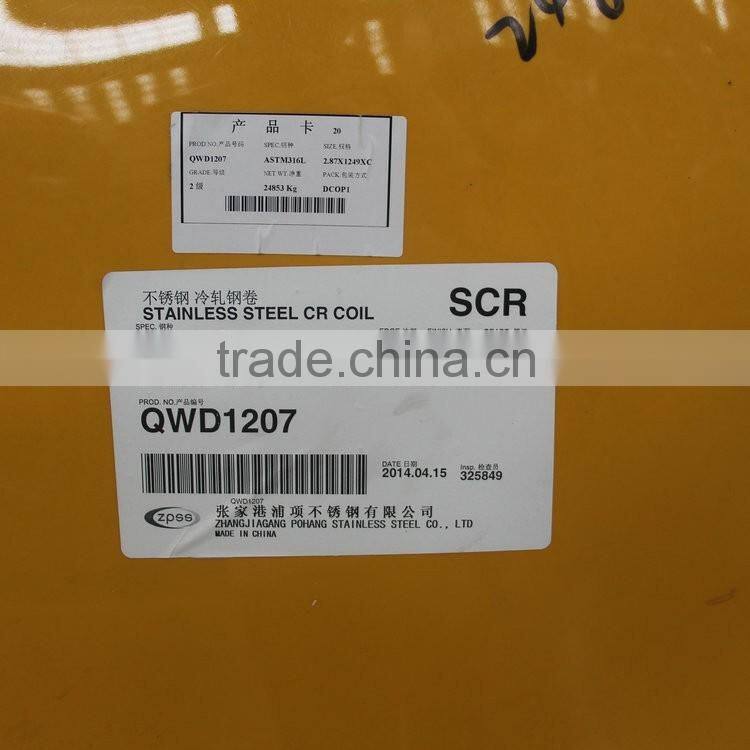 产 品 卡 20
PROD.NO.产品号码 SPEC.钢种 SIZE.规格
QWD1207 ASTM316L 2.87X1249XC
GRADE.等级 NET WT.净重 PACK.包装方式
2 级 24853 Kg DCOP1
不锈钢 冷轧钢卷 SCR
STAINLESS STEEL CR COIL
SPEC. 钢种
trade.china.cn
PROD. NO.产品编号
QWD1207
DATE 日期 Insp. 检查员
2014.04.15 325849
QWD1207
zpss 张家港浦项不锈钢有限公司
ZHANGJIAGANG POHANG STAINLESS STEEL CO., LTD
MADE IN CHINA